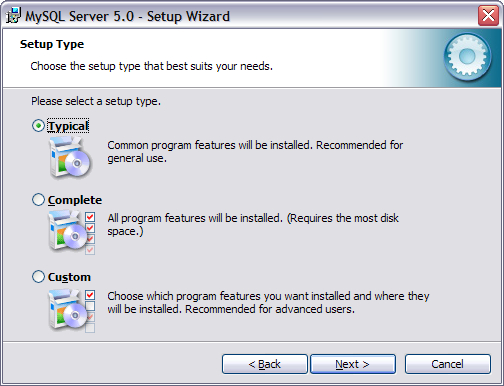 MySQL Server 5.0 - Setup Wizard
Setup Type
Choose the setup type that best suits your needs.
Please select a setup type.
Typical
Common program features will be installed. Recommended for
general use.
Complete
All program features will be installed. (Requires the most disk
space.)
Custom
Choose which program features you want installed and where they
will be installed. Recommended for advanced users.
< Back
Next >
Cancel